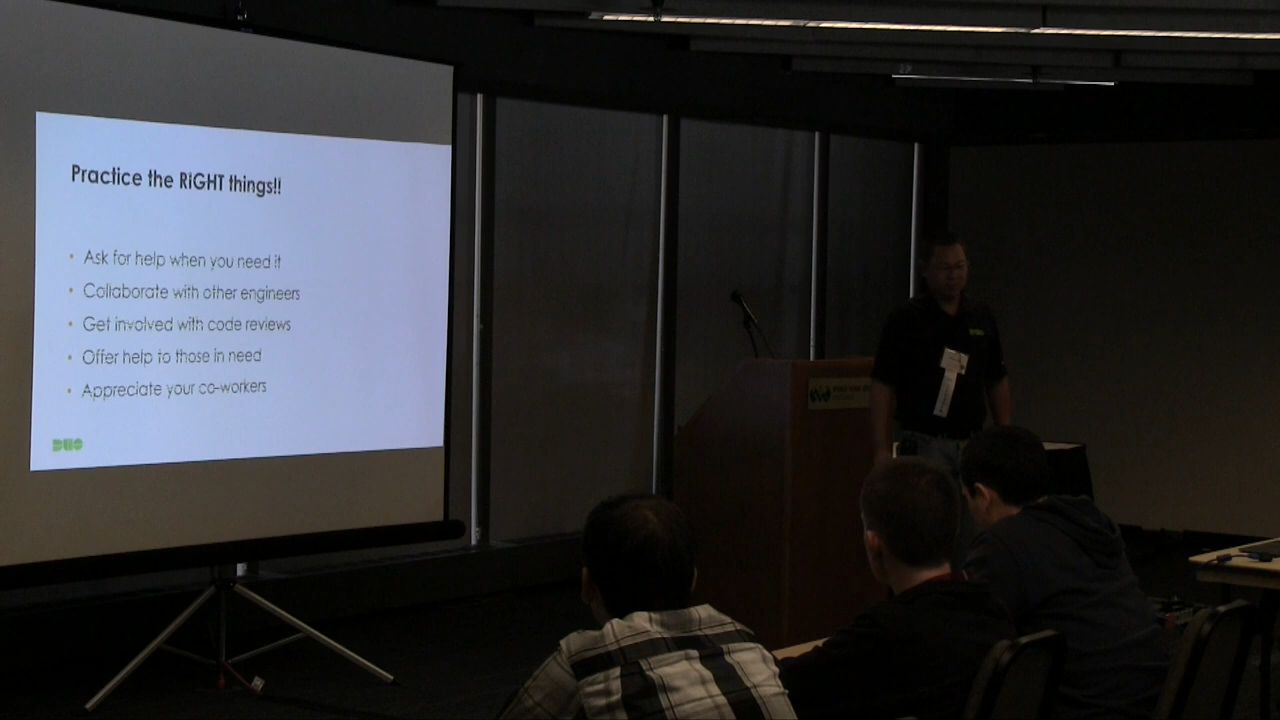 Practice the RiGHT things!!
• Ask for help when you need it
• Collaborate with other engineers
• Get involved with code reviews
• Offer help to those in need
• Appreciate your co-workers
DUO